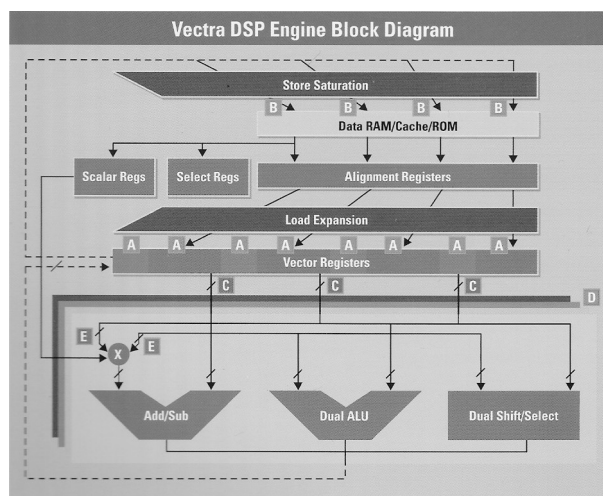 Vectra DSP Engine Block Diagram
Store Saturation
B B B B
Data RAM/Cache/ROM
Scalar Regs Select Regs Alignment Registers
Load Expansion
A A A A A A A A
Vector Registers
C C C
D
E E
X
Add/Sub Dual ALU Dual Shift/Select